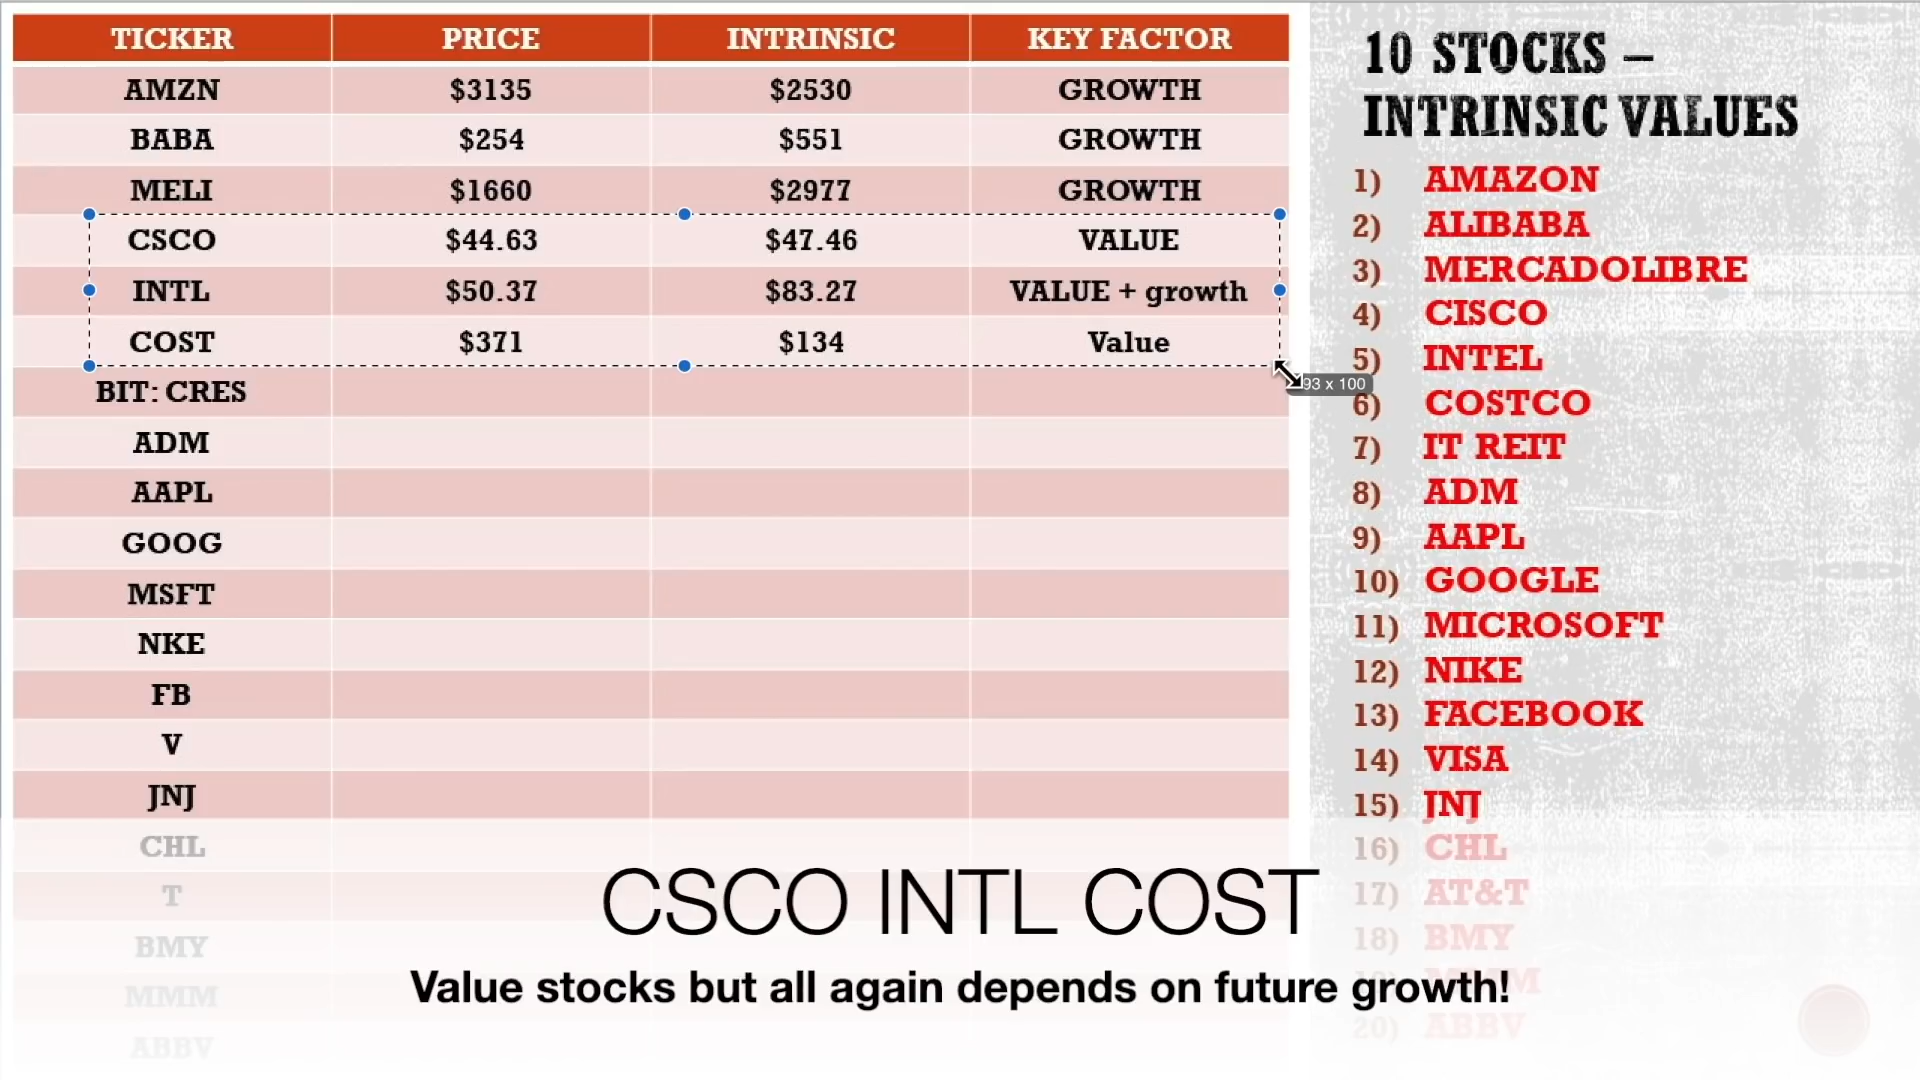 TICKER PRICE INTRINSIC KEY FACTOR
AMZN $3135 $2530 GROWTH
BABA $254 $551 GROWTH
MELI $1660 $2977 GROWTH
CSCO $44.63 $47.46 VALUE
INTL $50.37 $83.27 VALUE + growth
COST $371 $134 Value
BIT: CRES
ADM
AAPL
GOOG
MSFT
NKE
FB
V
JNJ
CHL
T
BMY
MMM
ABBV
10 STOCKS –
INTRINSIC VALUES
1) AMAZON
2) ALIBABA
3) MERCADOLIBRE
4) CISCO
5) INTEL
6) COSTCO
7) IT REIT
8) ADM
9) AAPL
10) GOOGLE
11) MICROSOFT
12) NIKE
13) FACEBOOK
14) VISA
15) JNJ
16) CHL
17) AT&T
18) BMY
19) MMM
20) ABBV
93 x 100
CSCO INTL COST
Value stocks but all again depends on future growth!